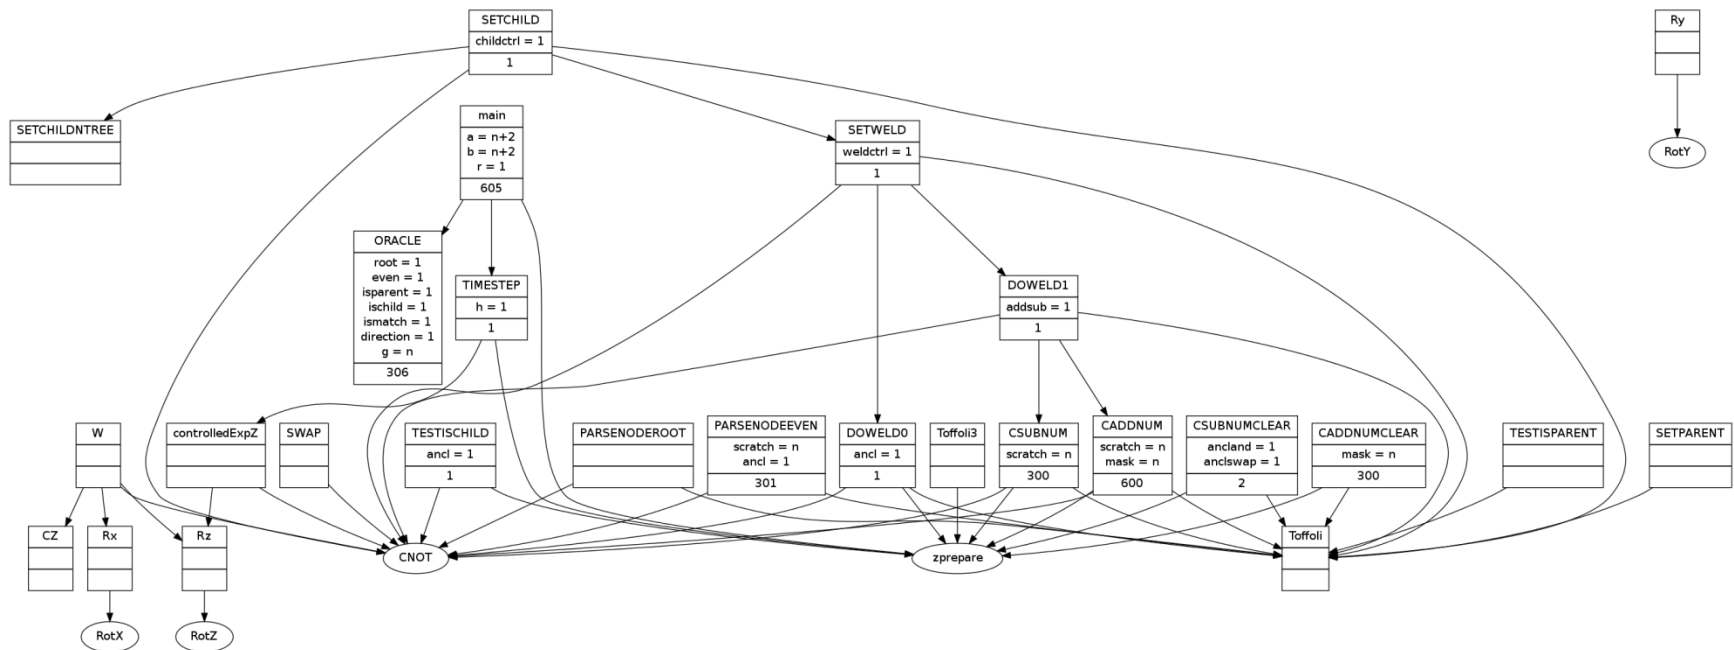 SETCHILD
childctrl = 1
1
Ry
main
a = n+2
b = n+2
r = 1
605
SETCHILDNTREE
SETWELD
weldctrl = 1
1
RotY
ORACLE
root = 1
even = 1
isparent = 1
ischild = 1
ismatch = 1
direction = 1
g = n
306
TIMESTEP
h = 1
1
DOWELD1
addsub = 1
1
W
controlledExpZ
SWAP
TESTISCHILD
ancl = 1
1
PARSENODEROOT
PARSENODEEVEN
scratch = n
ancl = 1
301
DOWELD0
ancl = 1
1
Toffoli3
CSUBNUM
scratch = n
300
CADDNUM
scratch = n
mask = n
600
CSUBNUMCLEAR
ancland = 1
anclswap = 1
2
CADDNUMCLEAR
mask = n
300
TESTISPARENT
SETPARENT
CZ
Rx
Rz
CNOT
zprepare
Toffoli
RotX
RotZ